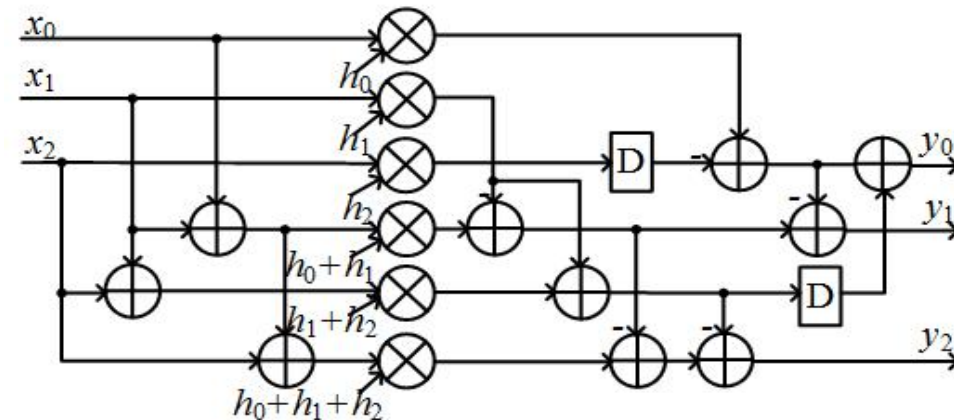 x₀
x₁
x₂
h₀
h₁
h₂
h₀+h₁
h₁+h₂
h₀+h₁+h₂
D
D
-
-
-
-
-
y₀
y₁
y₂